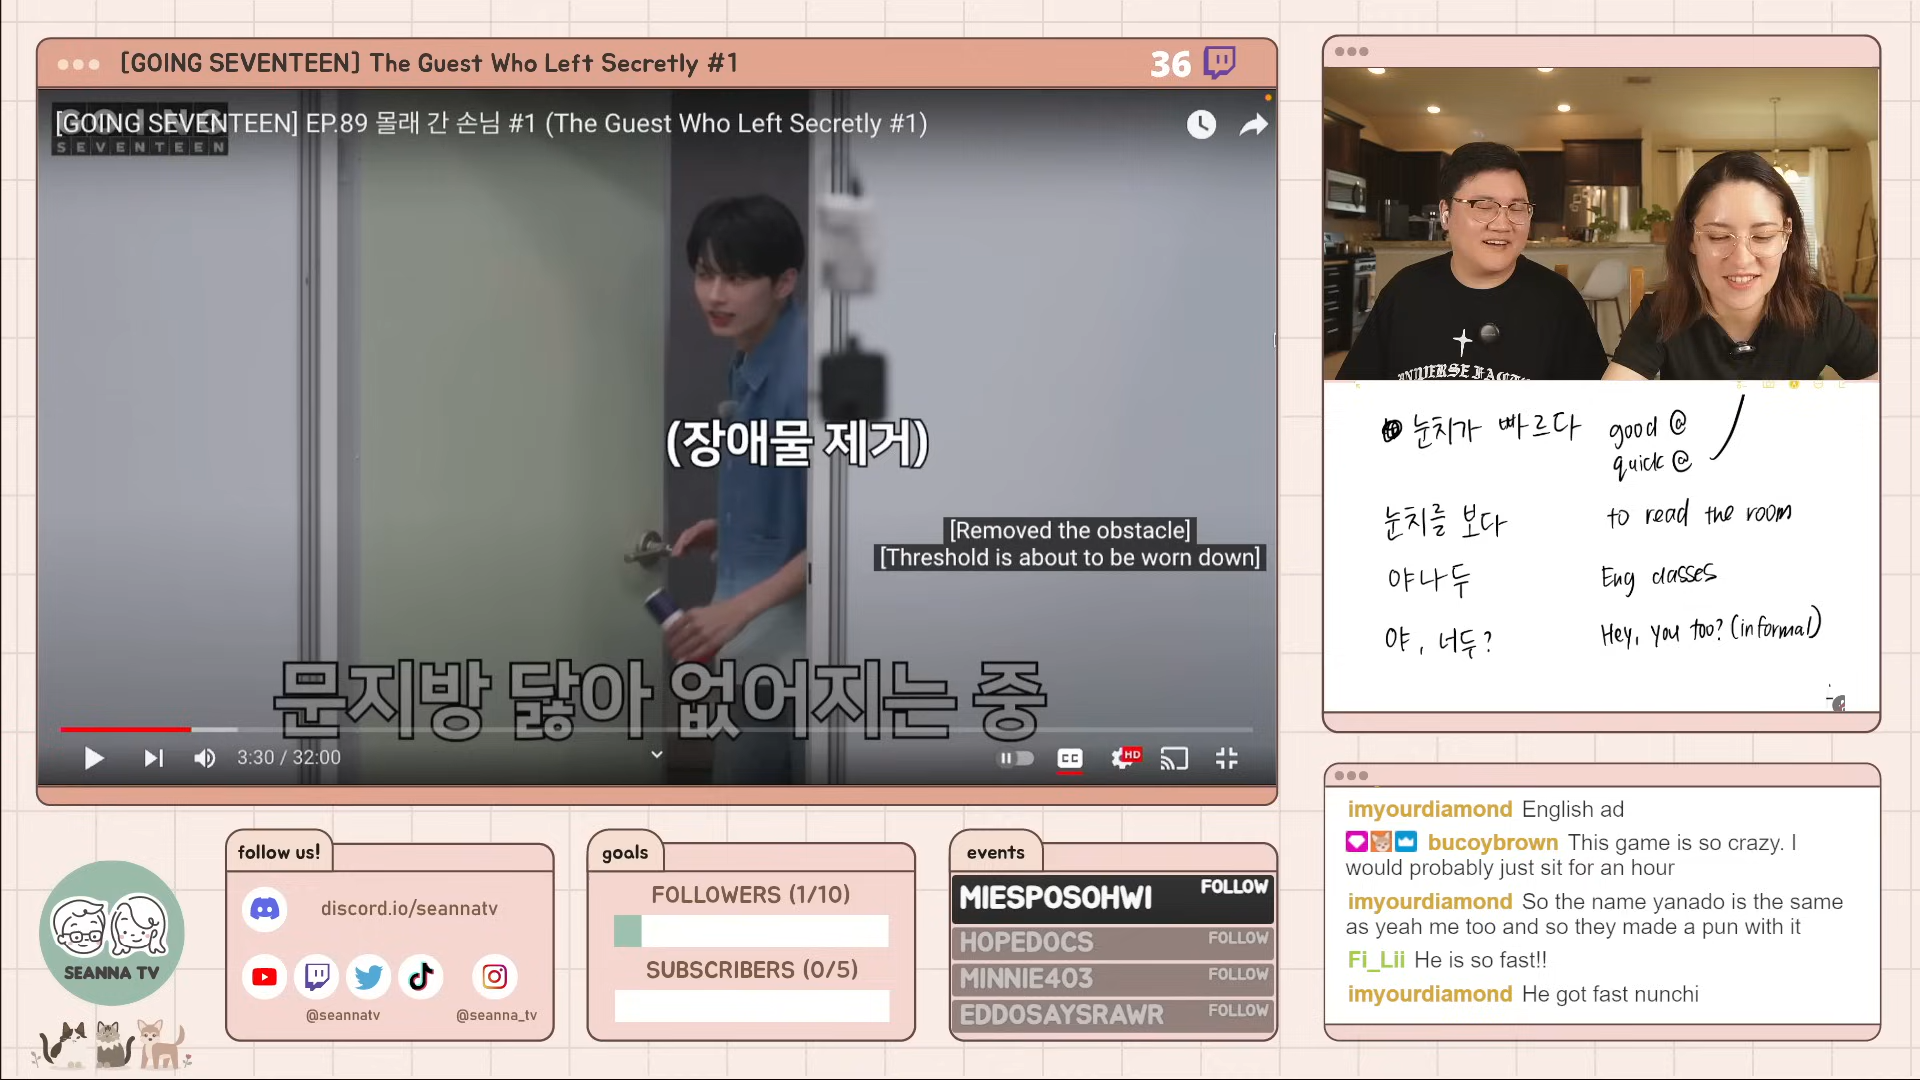 [GOING SEVENTEEN] The Guest Who Left Secretly #1
36
[GOING SEVENTEEN] EP.89 몰래 간 손님 #1 (The Guest Who Left Secretly #1)
GOING
SEVENTEEN
(장애물 제거)
[Removed the obstacle]
[Threshold is about to be worn down]
문지방 닳아 없어지는 중
3:30 / 32:00
CC
HD
눈치가 빠르다 good @
quick @
눈치를 보다 to read the room
야나두 Eng classes
야, 너두? Hey, you too? (informal)
follow us!
discord.io/seannatv
@seannatv
@seanna_tv
SEANNA TV
goals
FOLLOWERS (1/10)
SUBSCRIBERS (0/5)
events
MIESPOSOHWI FOLLOW
HOPEDOCS FOLLOW
MINNIE403 FOLLOW
EDDOSAYSRAWR FOLLOW
imyourdiamond English ad
bucoybrown This game is so crazy. I
would probably just sit for an hour
imyourdiamond So the name yanado is the same
as yeah me too and so they made a pun with it
Fi_Lii He is so fast!!
imyourdiamond He got fast nunchi